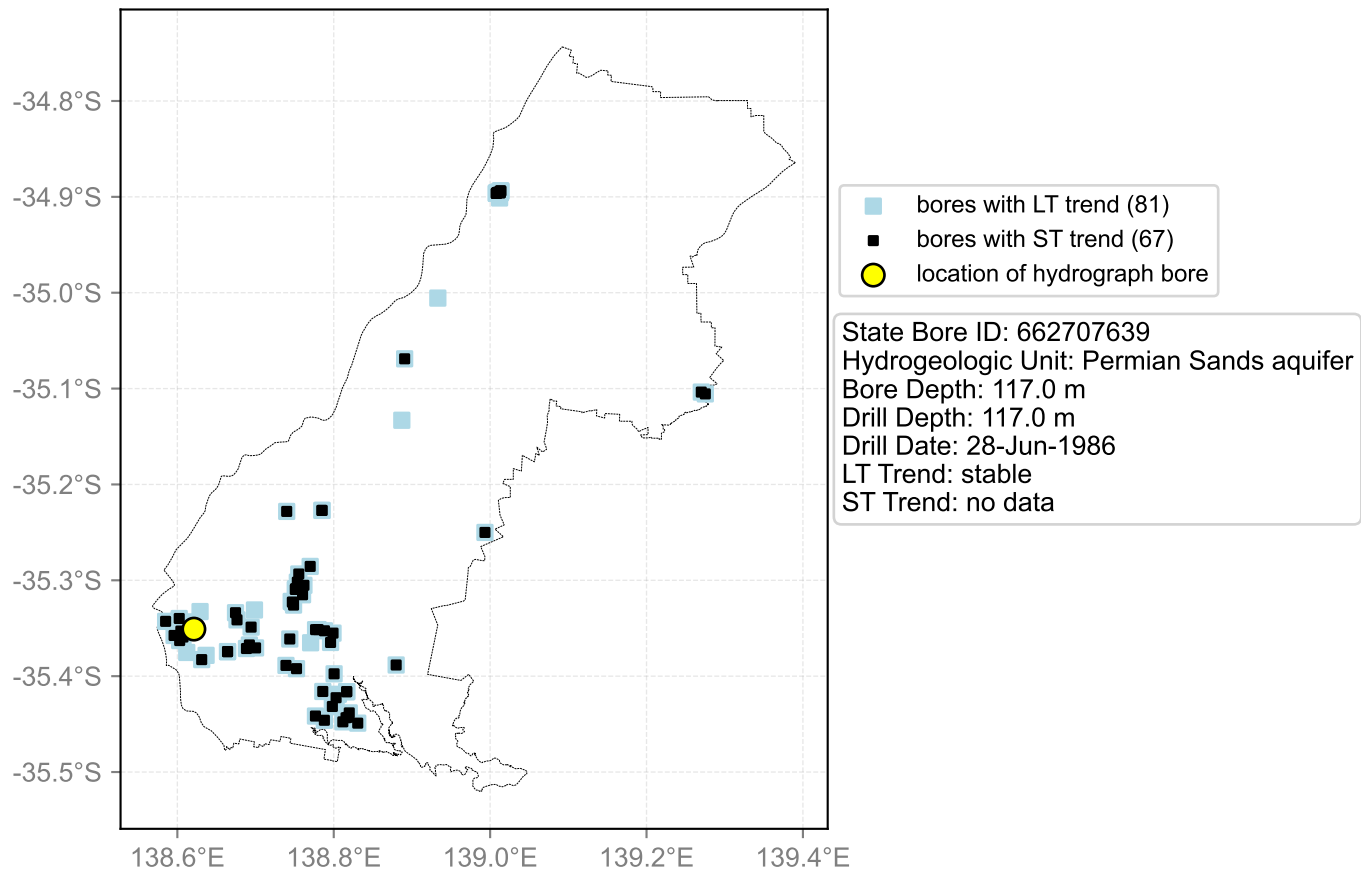 -34.8°S
-34.9°S
-35.0°S
-35.1°S
-35.2°S
-35.3°S
-35.4°S
-35.5°S
138.6°E 138.8°E 139.0°E 139.2°E 139.4°E
bores with LT trend (81)
bores with ST trend (67)
location of hydrograph bore
State Bore ID: 662707639
Hydrogeologic Unit: Permian Sands aquifer
Bore Depth: 117.0 m
Drill Depth: 117.0 m
Drill Date: 28-Jun-1986
LT Trend: stable
ST Trend: no data